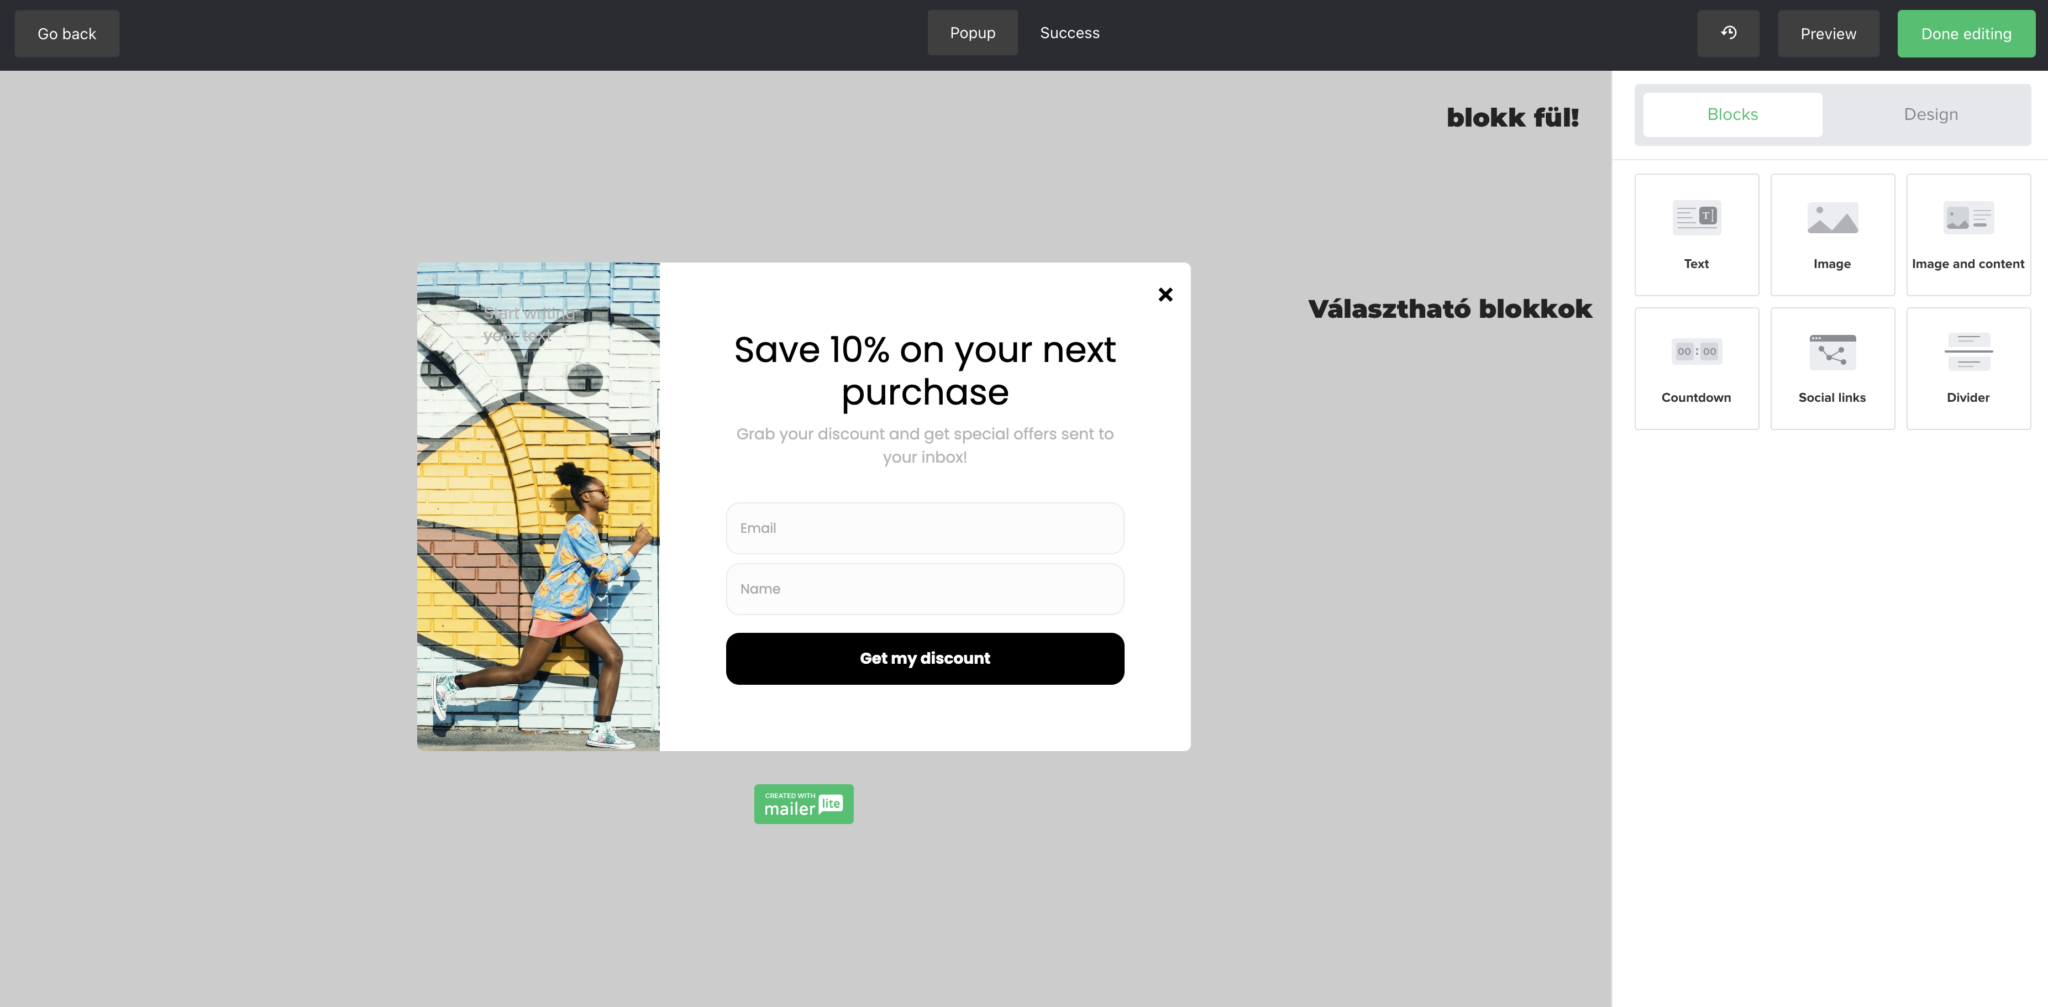 Go back
Popup
Success
Preview
Done editing
blokk fül!
Blocks
Design
Text
Image
Image and content
Választható blokkok
Countdown
Social links
Divider
00 : 00
T
Start writing
your text
Save 10% on your next
purchase
Grab your discount and get special offers sent to
your inbox!
Email
Name
Get my discount
CREATED WITH
mailer lite